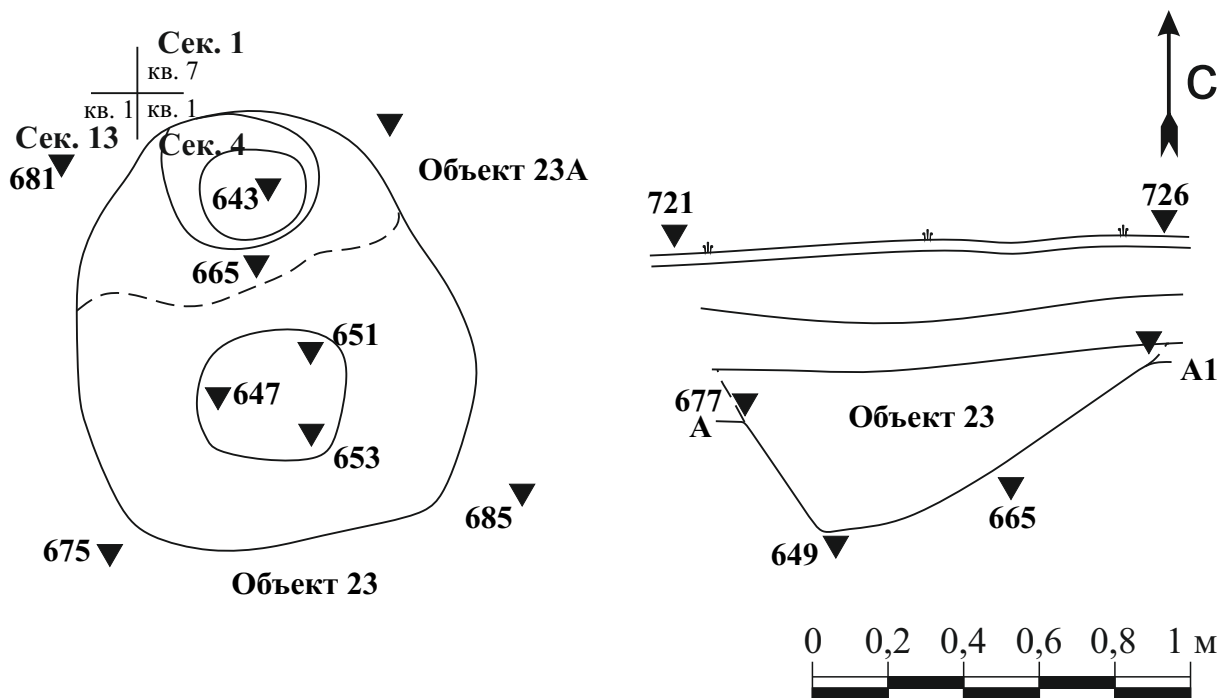 Сек. 1
кв. 7
кв. 1
кв. 1
Сек. 13
Сек. 4
681
643
Объект 23А
665
651
647
653
685
675
Объект 23
С
721
726
677
А
Объект 23
А1
665
649
0 0,2 0,4 0,6 0,8 1 м